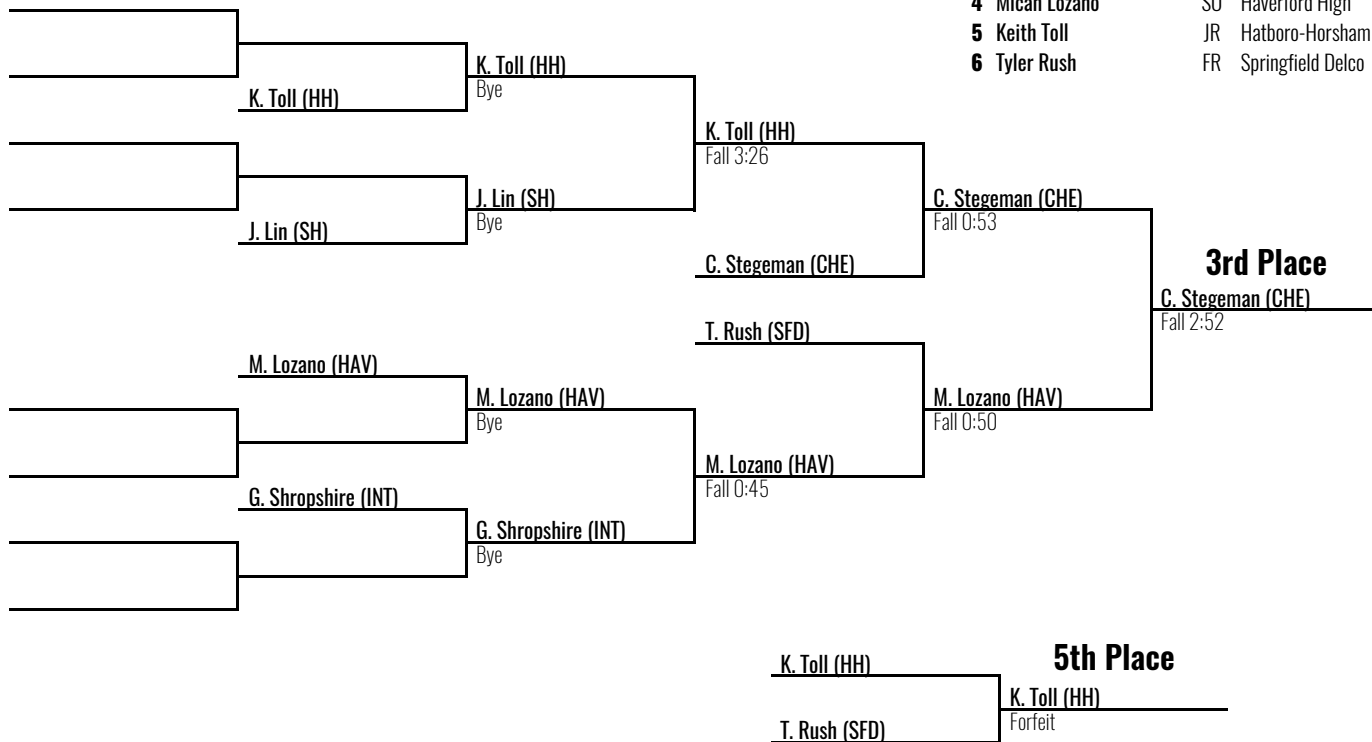 4 Micah Lozano SO Haverford High
5 Keith Toll JR Hatboro-Horsham
6 Tyler Rush FR Springfield Delco
K. Toll (HH)
Bye
K. Toll (HH)
K. Toll (HH)
Fall 3:26
J. Lin (SH)
Bye
C. Stegeman (CHE)
Fall 0:53
J. Lin (SH)
C. Stegeman (CHE)
3rd Place
C. Stegeman (CHE)
Fall 2:52
T. Rush (SFD)
M. Lozano (HAV)
M. Lozano (HAV)
Bye
M. Lozano (HAV)
Fall 0:50
M. Lozano (HAV)
Fall 0:45
G. Shropshire (INT)
G. Shropshire (INT)
Bye
5th Place
K. Toll (HH)
K. Toll (HH)
Forfeit
T. Rush (SFD)